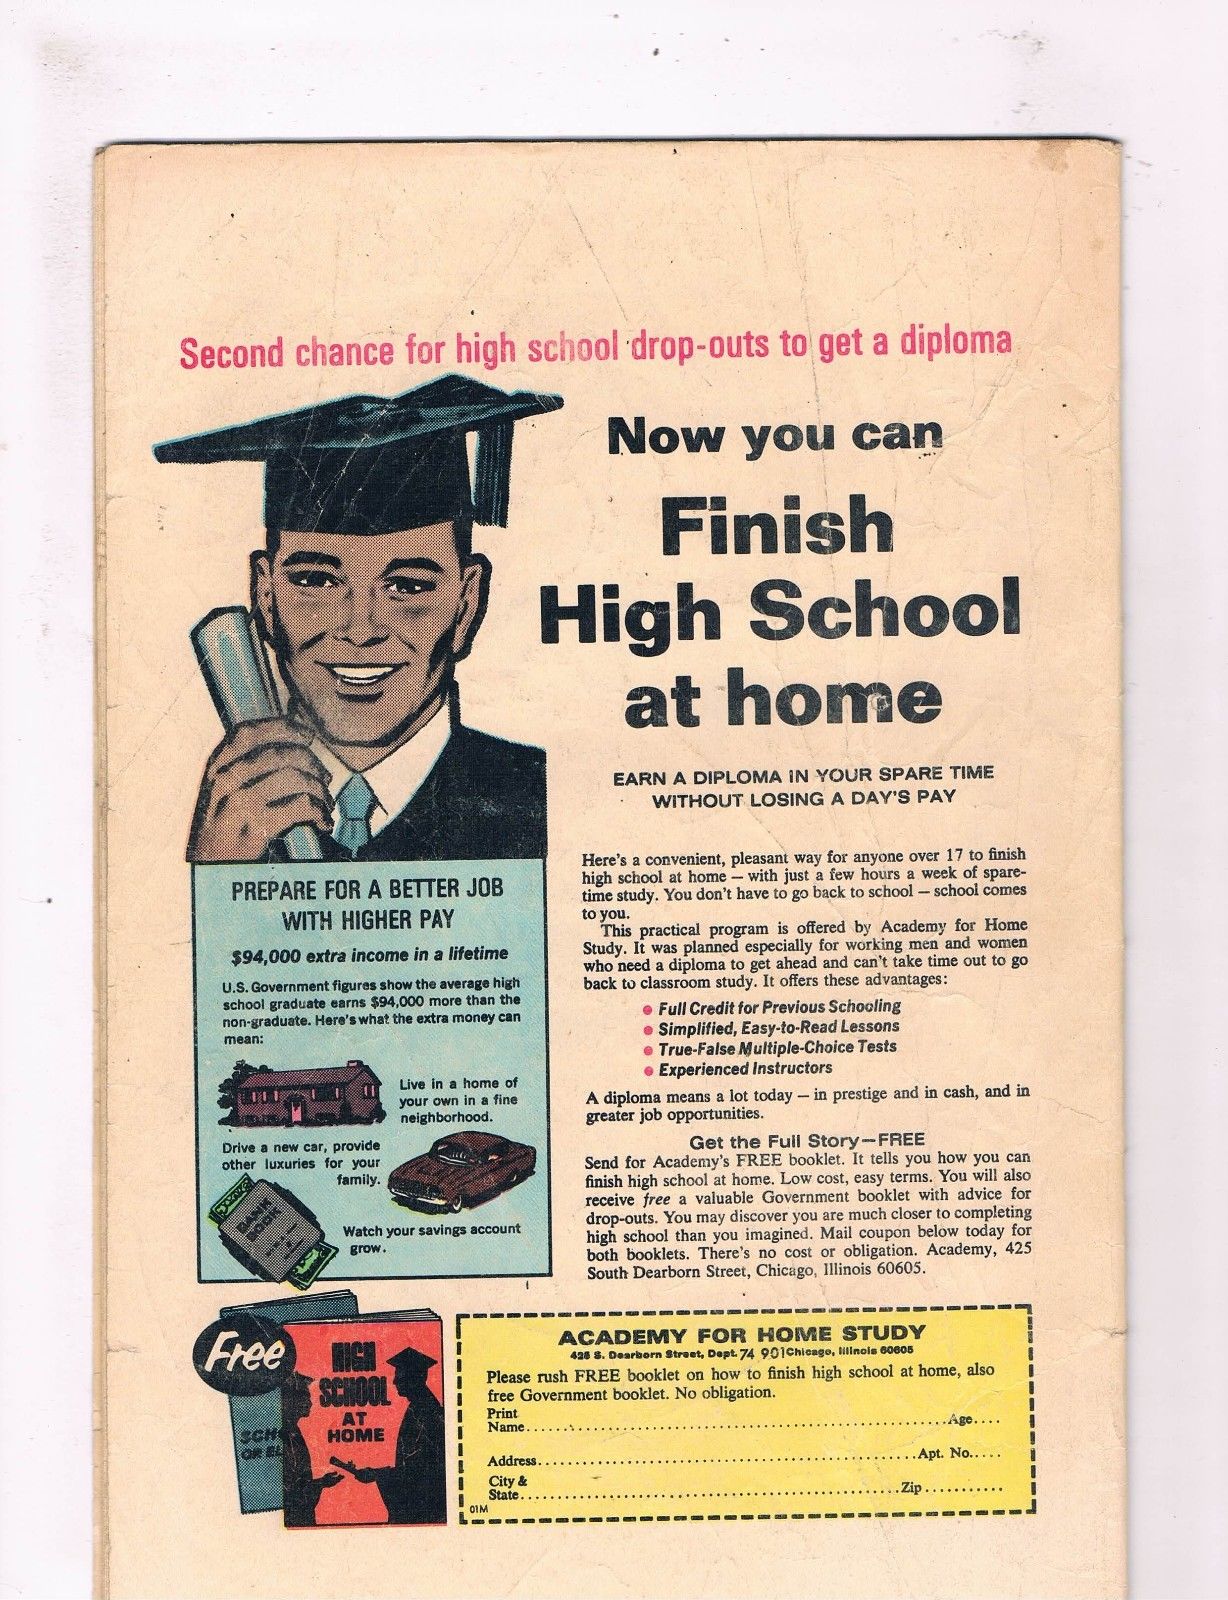 Second chance for high school drop-outs to get a diploma
Now you can
Finish
High School
at home
EARN A DIPLOMA IN YOUR SPARE TIME
WITHOUT LOSING A DAY'S PAY
Here's a convenient, pleasant way for anyone over 17 to finish
high school at home – with just a few hours a week of spare-
time study. You don't have to go back to school – school comes
to you.
This practical program is offered by Academy for Home
Study. It was planned especially for working men and women
who need a diploma to get ahead and can't take time out to go
back to classroom study. It offers these advantages:
● Full Credit for Previous Schooling
● Simplified, Easy-to-Read Lessons
● True-False Multiple-Choice Tests
● Experienced Instructors
A diploma means a lot today – in prestige and in cash, and in
greater job opportunities.
Get the Full Story—FREE
Send for Academy's FREE booklet. It tells you how you can
finish high school at home. Low cost, easy terms. You will also
receive free a valuable Government booklet with advice for
drop-outs. You may discover you are much closer to completing
high school than you imagined. Mail coupon below today for
both booklets. There's no cost or obligation. Academy, 425
South Dearborn Street, Chicago, Illinois 60605.
PREPARE FOR A BETTER JOB
WITH HIGHER PAY
$94,000 extra income in a lifetime
U.S. Government figures show the average high
school graduate earns $94,000 more than the
non-graduate. Here's what the extra money can
mean:
Live in a home of
your own in a fine
neighborhood.
Drive a new car, provide
other luxuries for your
family.
BANK
BOOK
Watch your savings account
grow.
Free
SCH
OR EL
HIGH
SCHOOL
AT
HOME
ACADEMY FOR HOME STUDY
425 S. Dearborn Street, Dept. 74 901 Chicago, Illinois 60605
Please rush FREE booklet on how to finish high school at home, also
free Government booklet. No obligation.
Print
Name..........Age....
Address..........Apt. No.....
City &
State..........Zip..........
01M